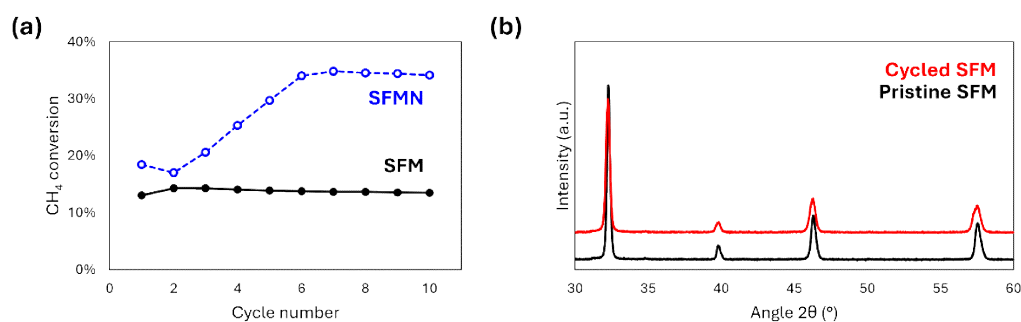 (a)
40%
30%
20%
10%
0%
CH₄ conversion
SFMN
SFM
0 2 4 6 8 10
Cycle number
(b)
Cycled SFM
Pristine SFM
Intensity (a.u.)
30 35 40 45 50 55 60
Angle 2θ (°)